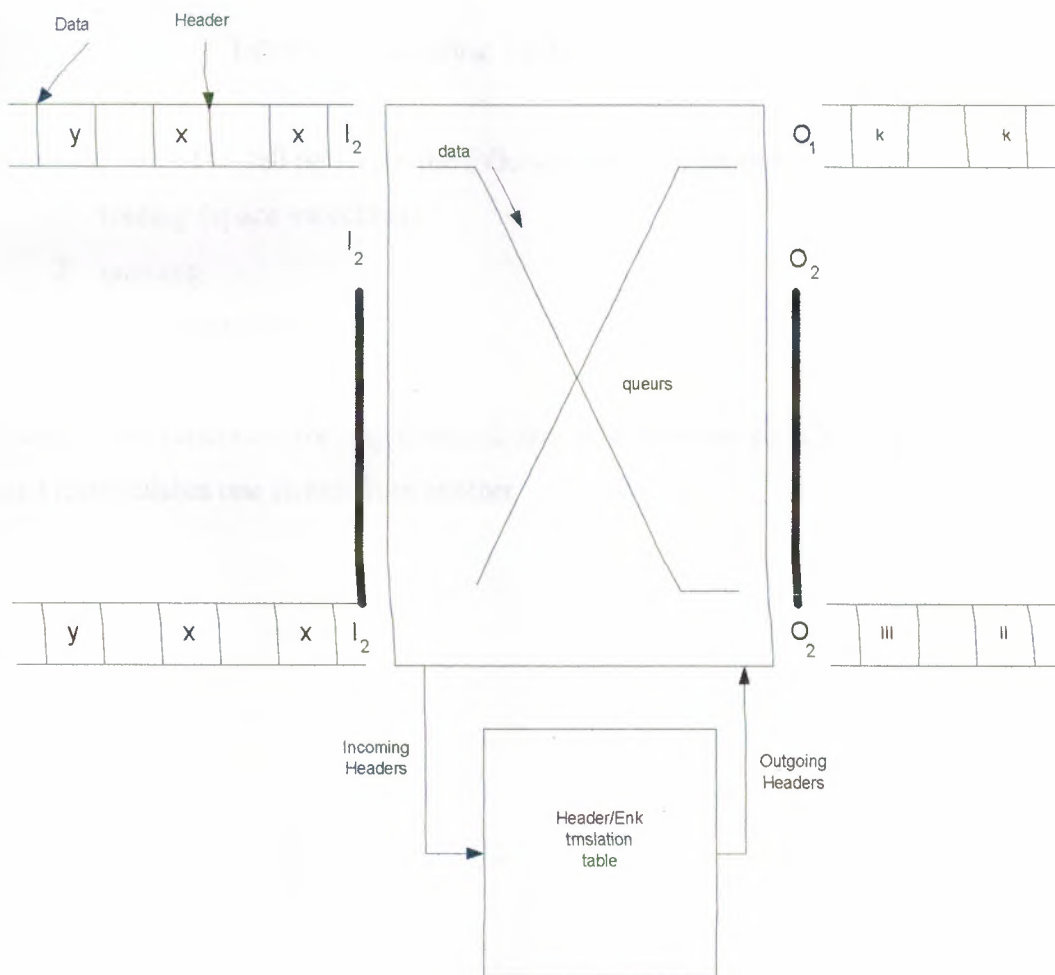 Data
Header
y x x I2
O1 k k
data
I2
O2
queurs
y x x I2
O2 iii ii
Incoming
Headers
Outgoing
Headers
Header/Enk
tmslation
table